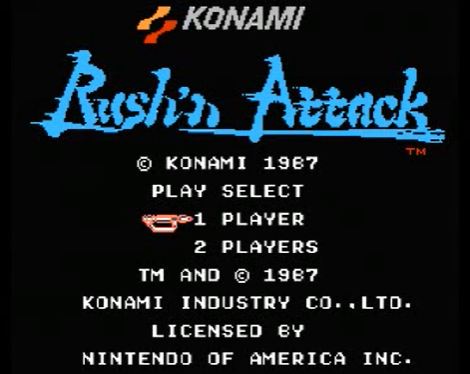 KONAMI
Rush'n Attack
TM
© KONAMI 1987
PLAY SELECT
1 PLAYER
2 PLAYERS
TM AND © 1987
KONAMI INDUSTRY CO.,LTD.
LICENSED BY
NINTENDO OF AMERICA INC.